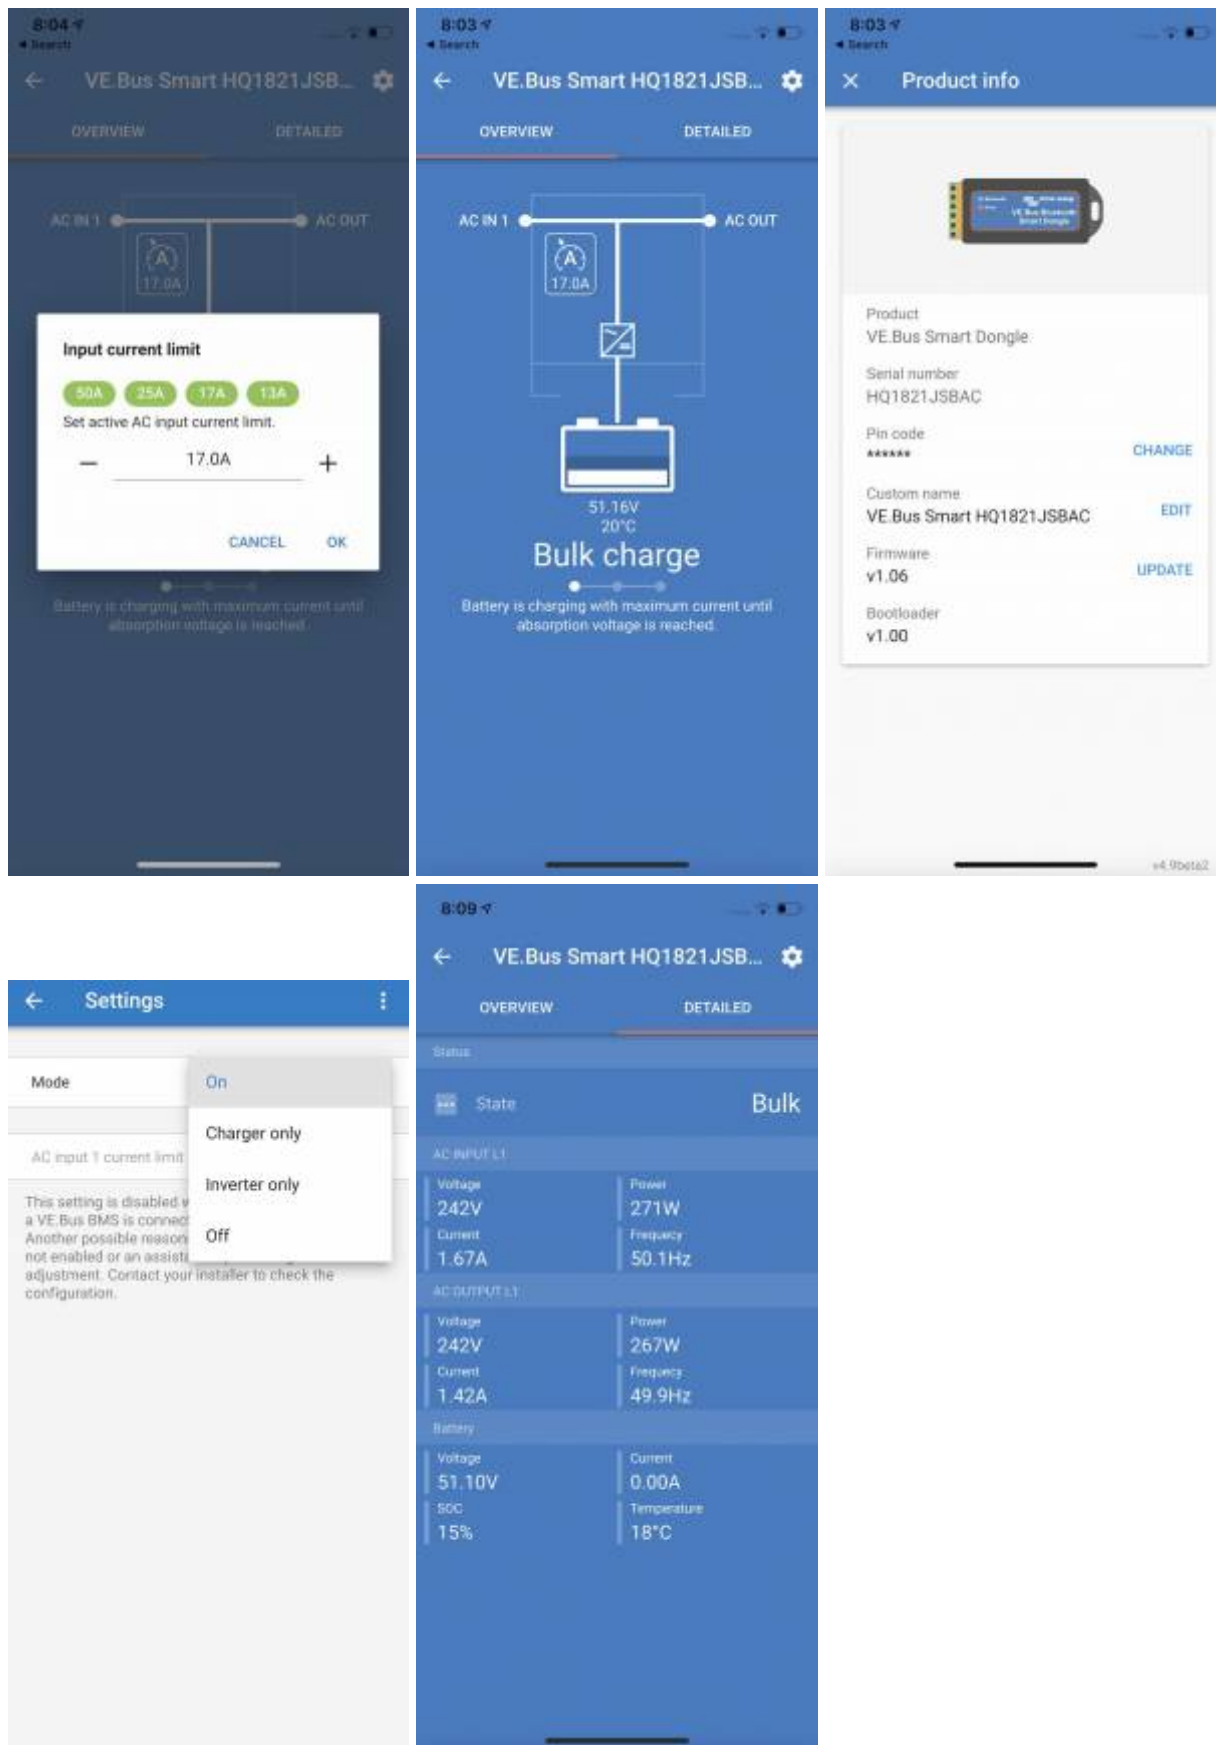 8:04
◀ Search
VE.Bus Smart HQ1821JSB...
OVERVIEW
DETAILED
AC IN 1
AC OUT
A
17.0A
Input current limit
50A
25A
17A
13A
Set active AC input current limit.
− 17.0A +
CANCEL
OK
Battery is charging with maximum current until
absorption voltage is reached.
8:03
◀ Search
VE.Bus Smart HQ1821JSB...
OVERVIEW
DETAILED
AC IN 1
AC OUT
A
17.0A
51.16V
20°C
Bulk charge
Battery is charging with maximum current until
absorption voltage is reached.
8:03
◀ Search
Product info
VE.Bus Bluetooth
Smart Dongle
Product
VE.Bus Smart Dongle
Serial number
HQ1821JSBAC
Pin code
******
CHANGE
Custom name
VE.Bus Smart HQ1821JSBAC
EDIT
Firmware
v1.06
UPDATE
Bootloader
v1.00
v4.9beta2
Settings
Mode
On
Charger only
Inverter only
Off
AC input 1 current limit
This setting is disabled
a VE.Bus BMS is connec
Another possible reason
not enabled or an assist
adjustment. Contact your installer to check the
configuration.
8:09
VE.Bus Smart HQ1821JSB...
OVERVIEW
DETAILED
Status
State
Bulk
AC INPUT L1
Voltage
Power
242V
271W
Current
Frequecy
1.67A
50.1Hz
AC OUTPUT L1
Voltage
Power
242V
267W
Current
Frequecy
1.42A
49.9Hz
Battery
Voltage
Current
51.10V
0.00A
SOC
Temperature
15%
18°C